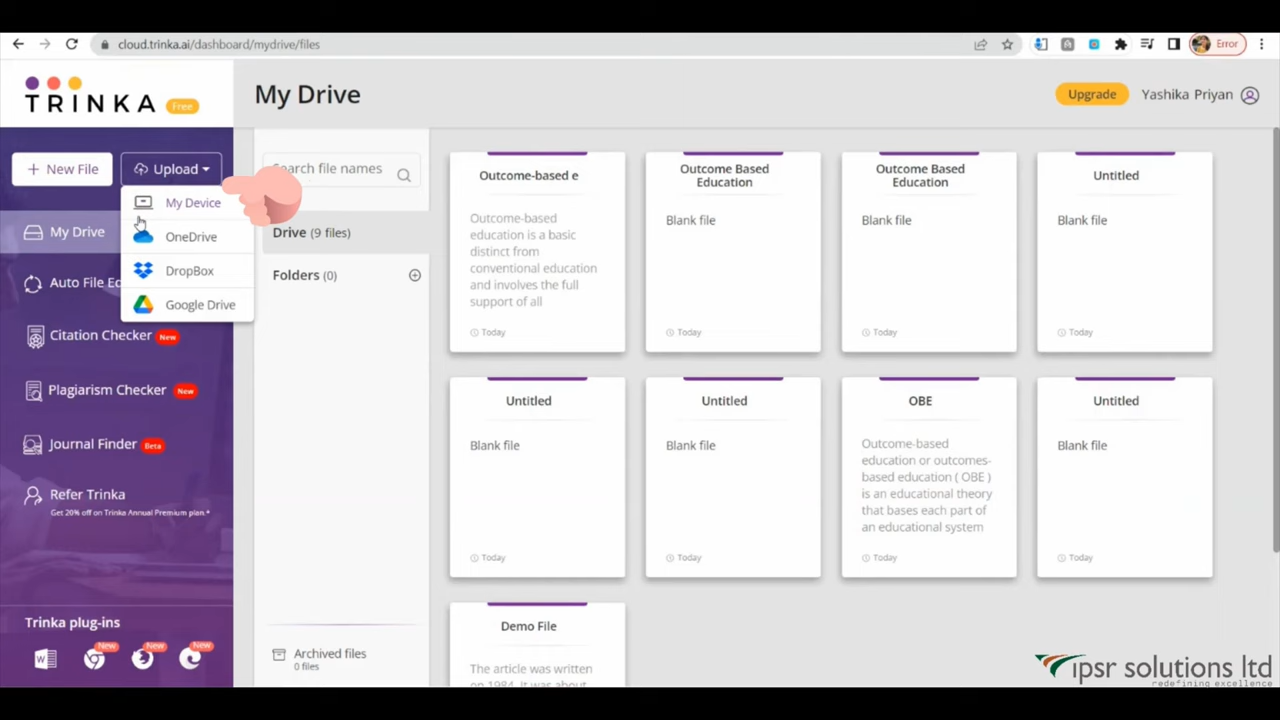 cloud.trinka.ai/dashboard/mydrive/files
Error
TRINKA
Free
My Drive
Upgrade
Yashika Priyan
+ New File
Upload
My Device
OneDrive
DropBox
Google Drive
My Drive
Auto File Ed
Citation Checker
New
Plagiarism Checker
New
Journal Finder
Beta
Refer Trinka
Get 20% off on Trinka Annual Premium plan.*
Trinka plug-ins
New
New
New
Search file names
Drive (9 files)
Folders (0)
Archived files
0 files
Outcome-based e
Outcome-based
education is a basic
distinct from
conventional education
and involves the full
support of all
Today
Outcome Based
Education
Blank file
Today
Outcome Based
Education
Blank file
Today
Untitled
Blank file
Today
Untitled
Blank file
Today
Untitled
Blank file
Today
OBE
Outcome-based
education or outcomes-
based education ( OBE )
is an educational theory
that bases each part of
an educational system
Today
Untitled
Blank file
Today
Demo File
The article was written
on 1984. It was about
ipsr solutions ltd
redefining excellence